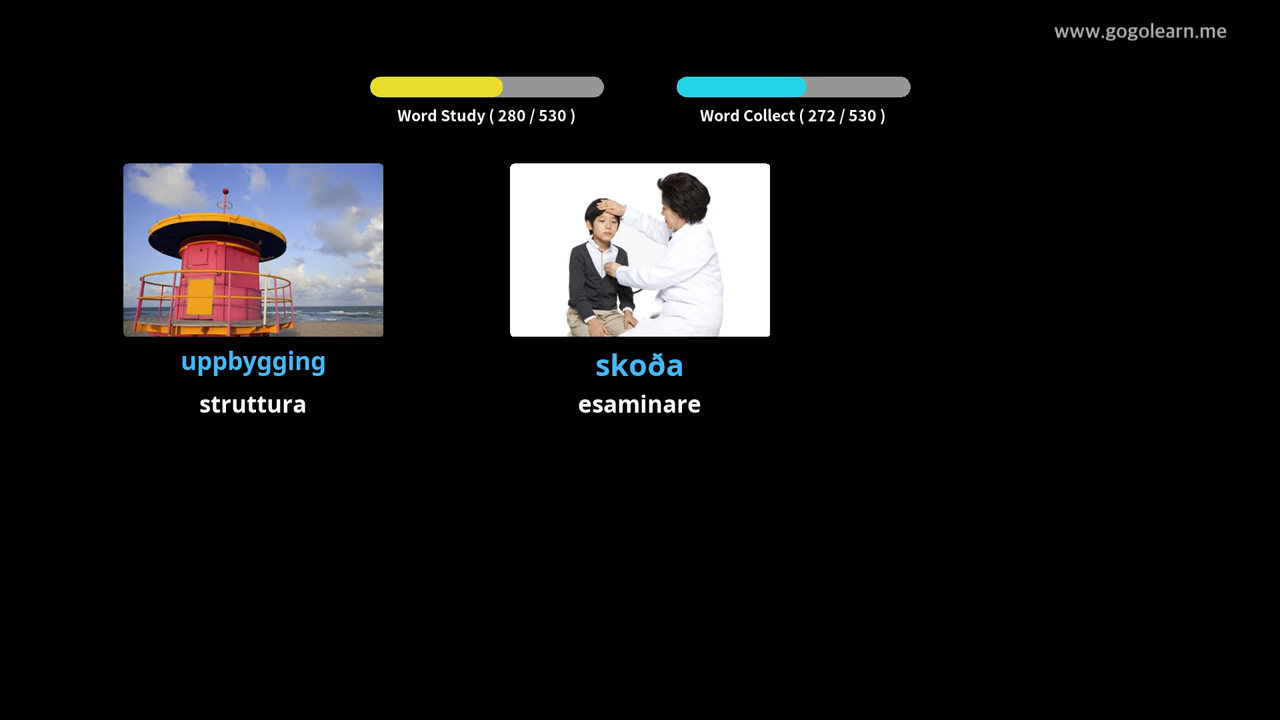 www.gogolearn.me
Word Study ( 280 / 530 )
Word Collect ( 272 / 530 )
uppbygging
struttura
skoða
esaminare